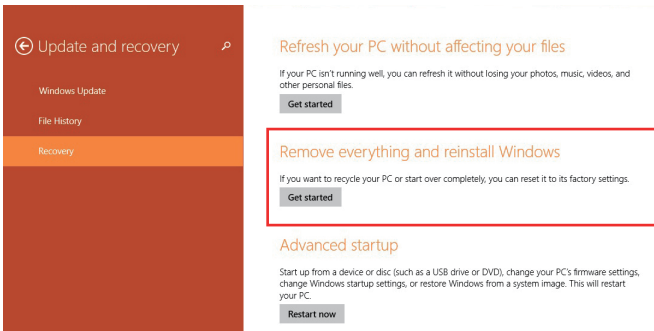 Update and recovery
Windows Update
File History
Recovery
Refresh your PC without affecting your files
If your PC isn't running well, you can refresh it without losing your photos, music, videos, and
other personal files.
Get started
Remove everything and reinstall Windows
If you want to recycle your PC or start over completely, you can reset it to its factory settings.
Get started
Advanced startup
Start up from a device or disc (such as a USB drive or DVD), change your PC's firmware settings,
change Windows startup settings, or restore Windows from a system image. This will restart
your PC.
Restart now